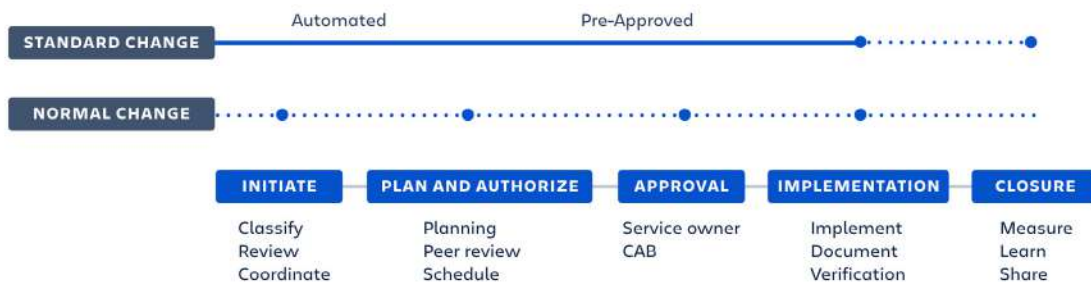 Automated Pre-Approved
STANDARD CHANGE
NORMAL CHANGE
INITIATE PLAN AND AUTHORIZE APPROVAL IMPLEMENTATION CLOSURE
Classify Planning Service owner Implement Measure
Review Peer review CAB Document Learn
Coordinate Schedule Verification Share